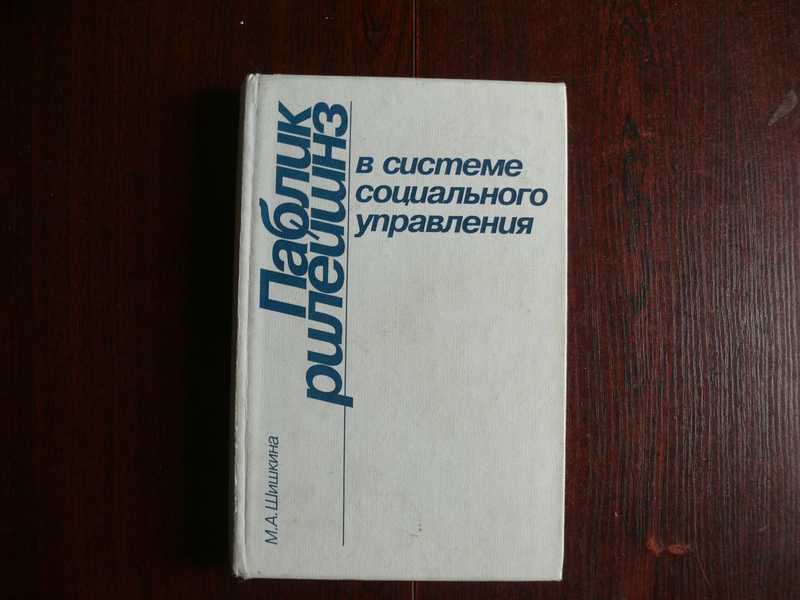 М.А.Шишкина
Паблик
рилейшнз
в системе
социального
управления